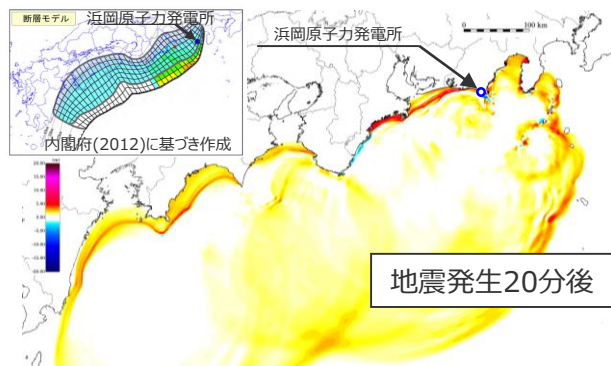 断層モデル
浜岡原子力発電所
浜岡原子力発電所
0
100 km
内閣府(2012)に基づき作成
地震発生20分後